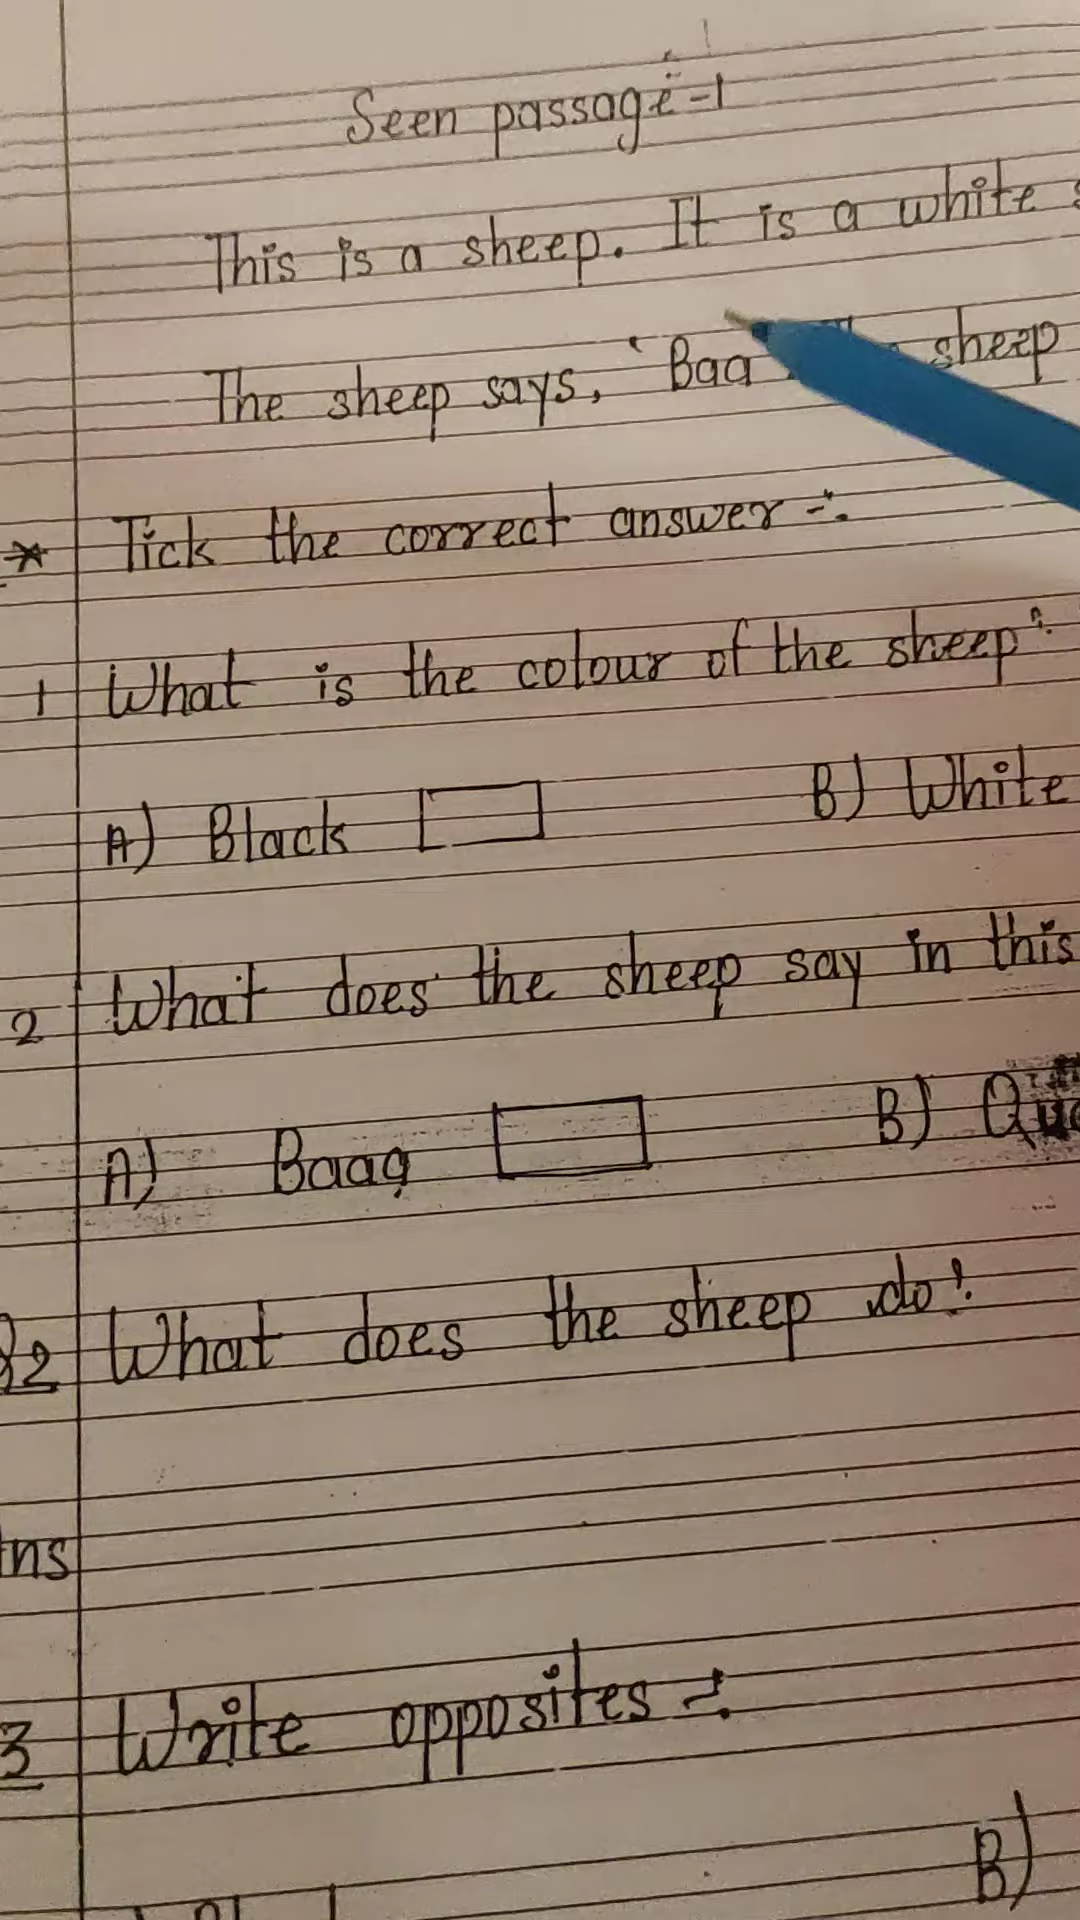 Seen passage-1
This is a sheep. It is a white
The sheep says, 'Baa sheep
* Tick the correct answer :-
1 What is the colour of the sheep?
A) Black B) White
2 What does the sheep say in this
A) Baaa B)
2 What does the sheep do?
Ans
3 Write opposites :-
B)